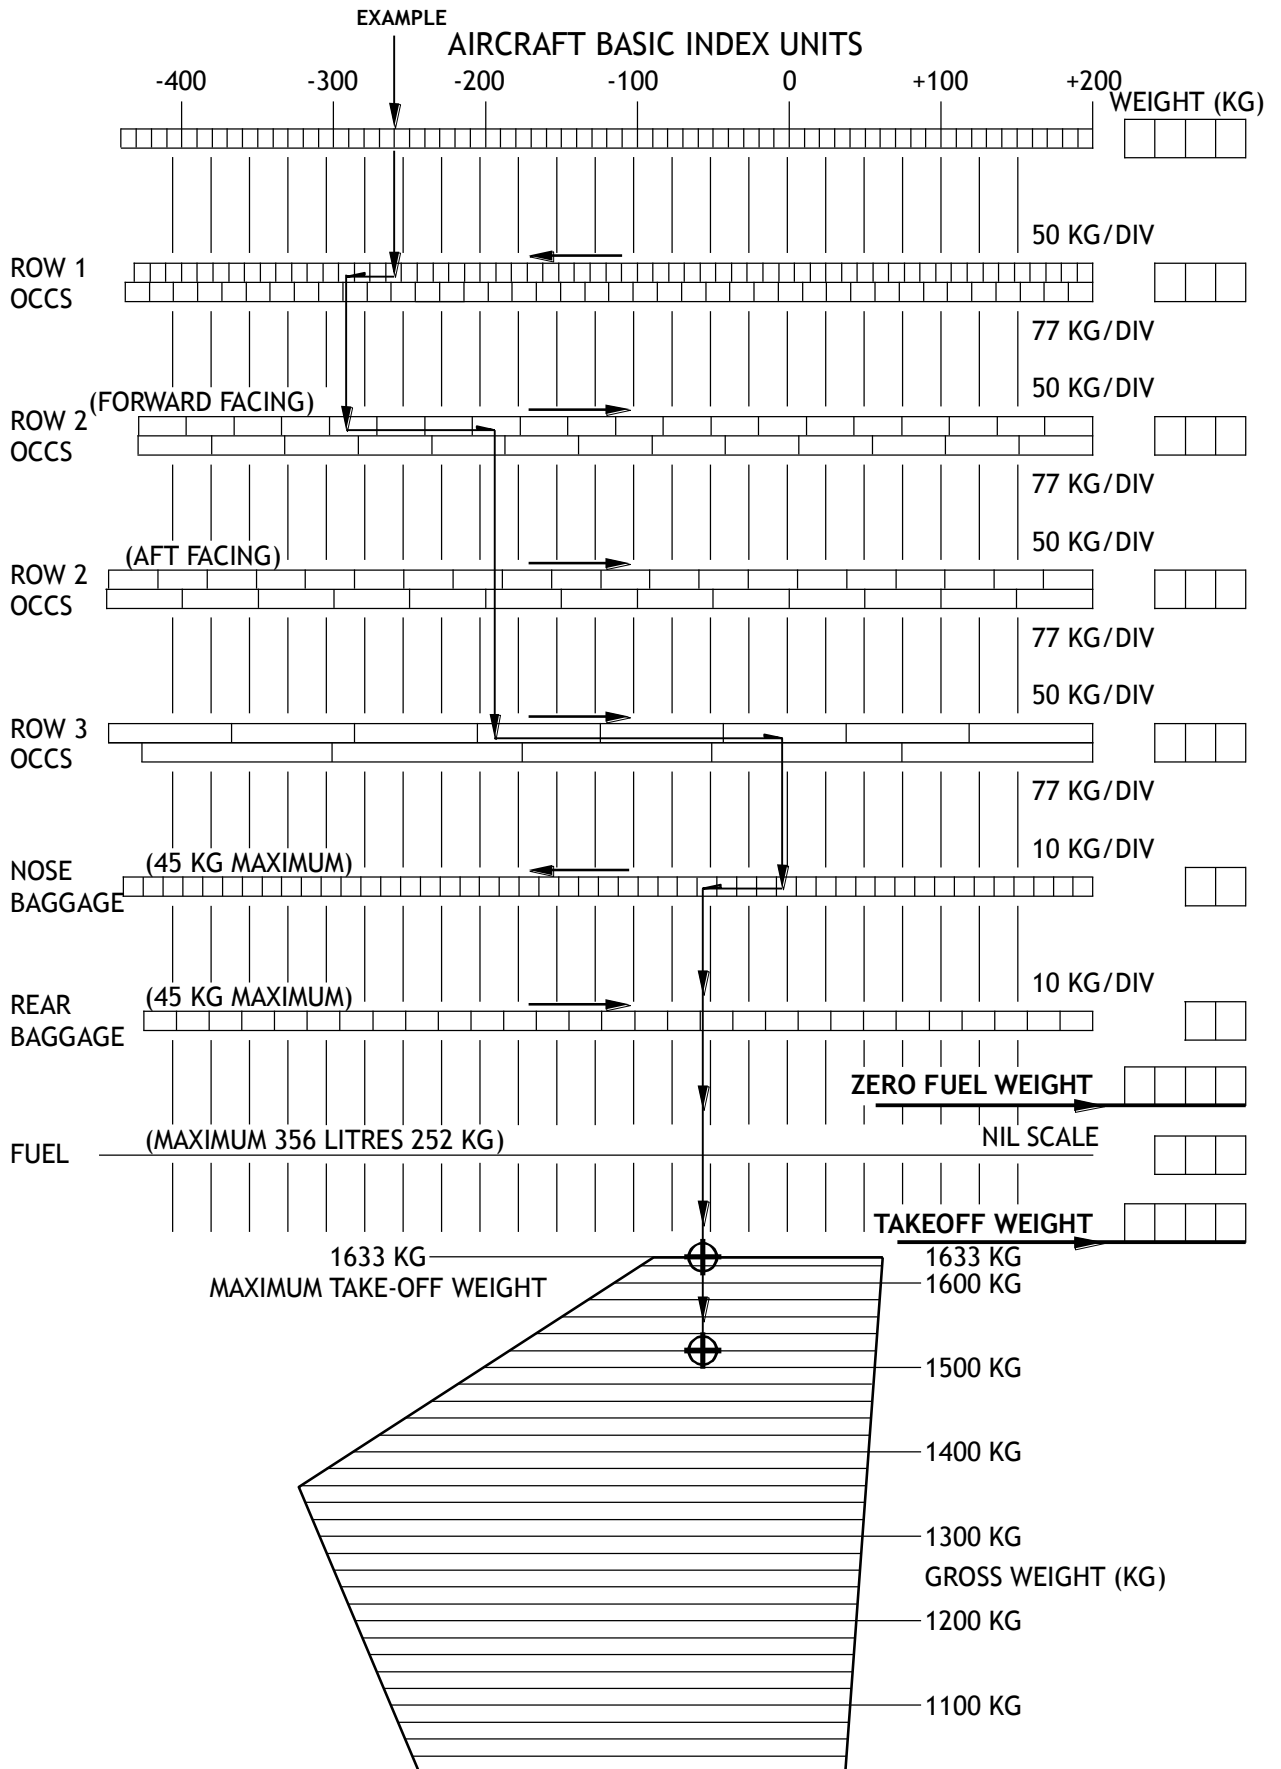 EXAMPLE
AIRCRAFT BASIC INDEX UNITS
-400 -300 -200 -100 0 +100 +200
WEIGHT (KG)
50 KG/DIV
ROW 1
OCCS
77 KG/DIV
50 KG/DIV
(FORWARD FACING)
ROW 2
OCCS
77 KG/DIV
50 KG/DIV
(AFT FACING)
ROW 2
OCCS
77 KG/DIV
50 KG/DIV
ROW 3
OCCS
77 KG/DIV
10 KG/DIV
(45 KG MAXIMUM)
NOSE
BAGGAGE
10 KG/DIV
(45 KG MAXIMUM)
REAR
BAGGAGE
ZERO FUEL WEIGHT
(MAXIMUM 356 LITRES 252 KG)
NIL SCALE
FUEL
TAKEOFF WEIGHT
1633 KG
1633 KG
MAXIMUM TAKE-OFF WEIGHT
1600 KG
1500 KG
1400 KG
1300 KG
GROSS WEIGHT (KG)
1200 KG
1100 KG